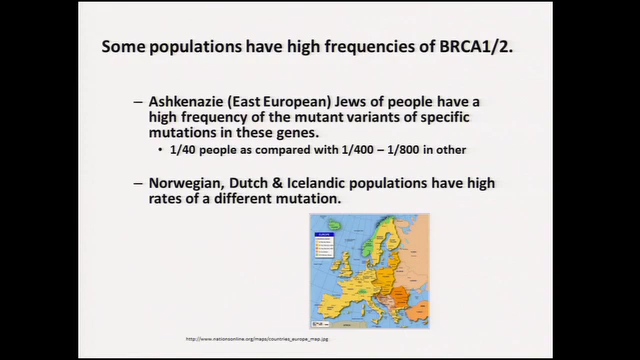 Some populations have high frequencies of BRCA1/2.
– Ashkenazie (East European) Jews of people have a
high frequency of the mutant variants of specific
mutations in these genes.
• 1/40 people as compared with 1/400 – 1/800 in other
– Norwegian, Dutch & Icelandic populations have high
rates of a different mutation.
http://www.nationsonline.org/maps/countries_europe_map.jpg